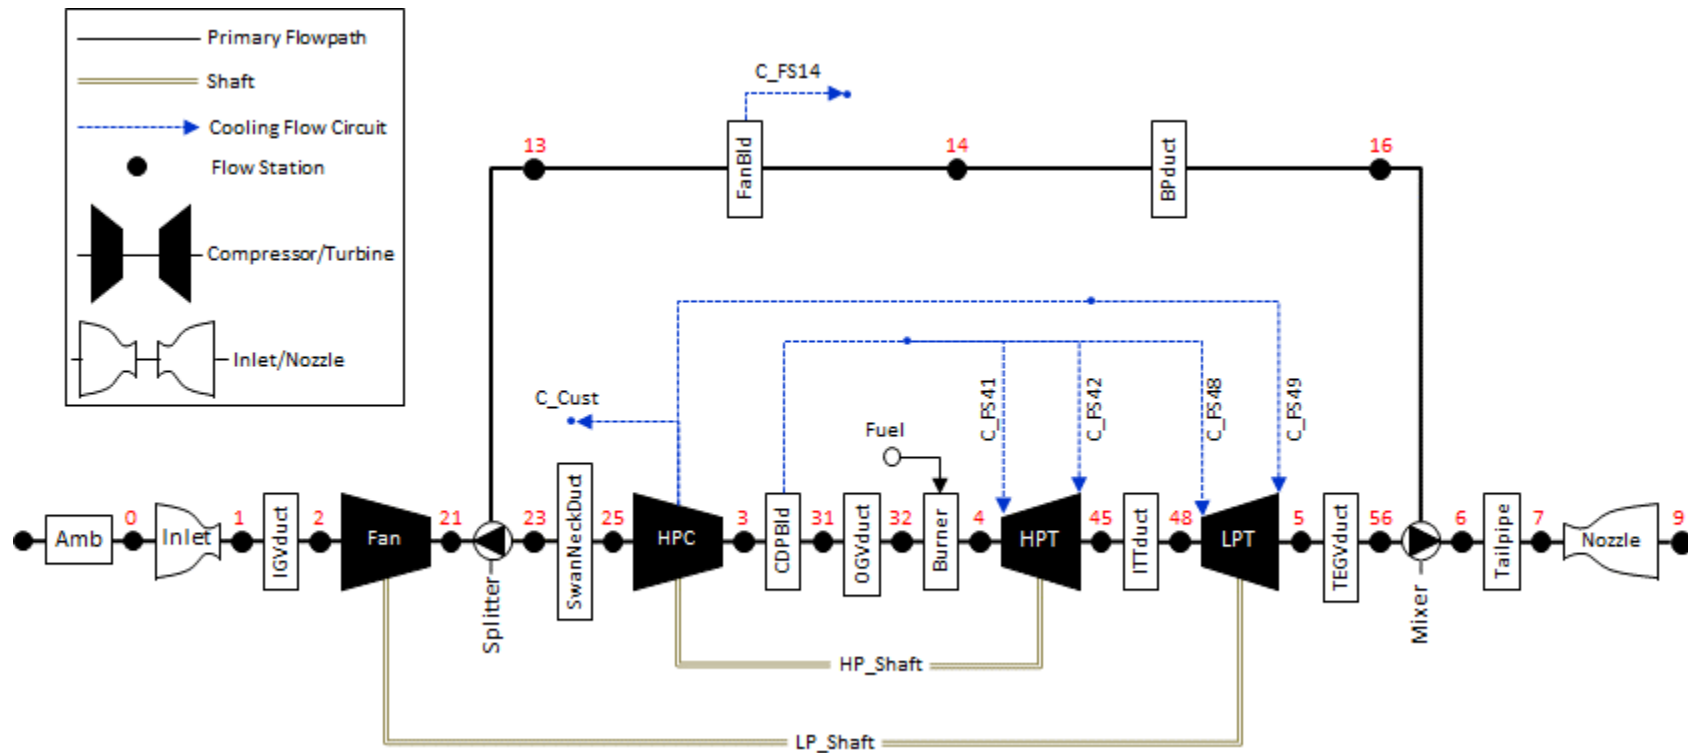 Primary Flowpath
Shaft
Cooling Flow Circuit
Flow Station
Compressor/Turbine
Inlet/Nozzle
C_FS14
13
FanBld
14
BPduct
16
C_Cust
C_FS41
C_FS42
C_FS48
C_FS49
Fuel
Amb
0
Inlet
1
IGVduct
2
Fan
21
Splitter
23
SwanNeckDuct
25
HPC
3
CDPBld
31
OGVduct
32
Burner
4
HPT
45
ITTduct
48
LPT
5
TEGVduct
56
Mixer
6
Tailpipe
7
Nozzle
9
HP_Shaft
LP_Shaft